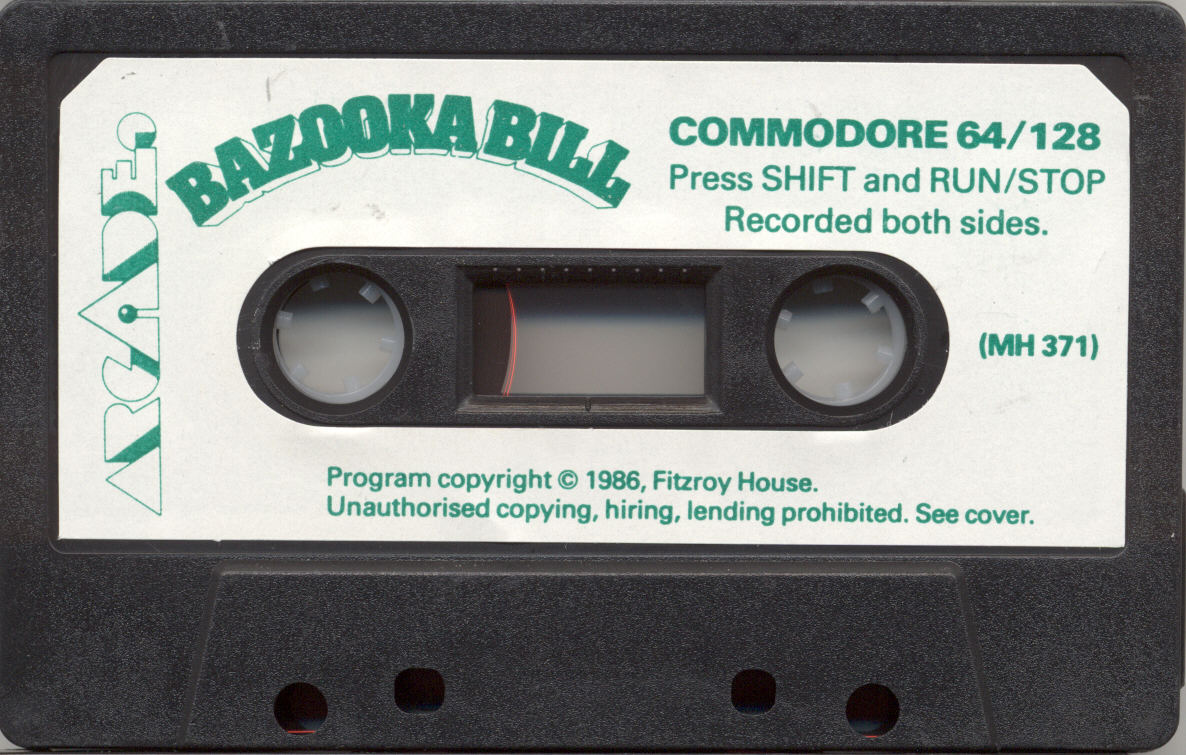 BAZOOKA BILL
COMMODORE 64/128
Press SHIFT and RUN/STOP
Recorded both sides.
ARCADE
(MH 371)
Program copyright © 1986, Fitzroy House.
Unauthorised copying, hiring, lending prohibited. See cover.